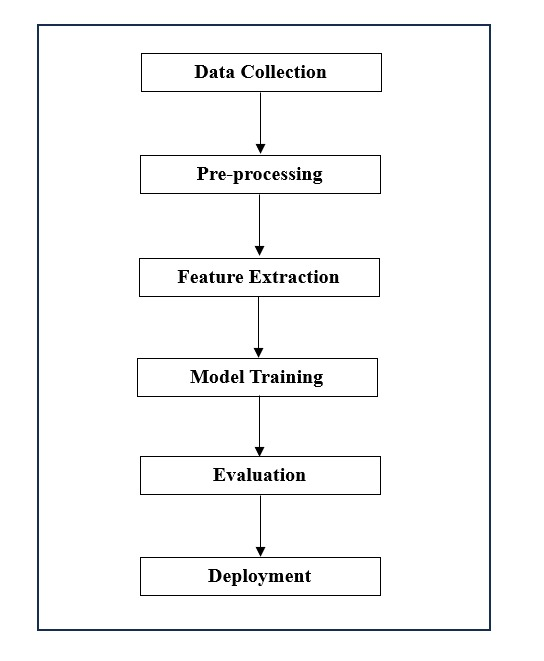 Data Collection
Pre-processing
Feature Extraction
Model Training
Evaluation
Deployment